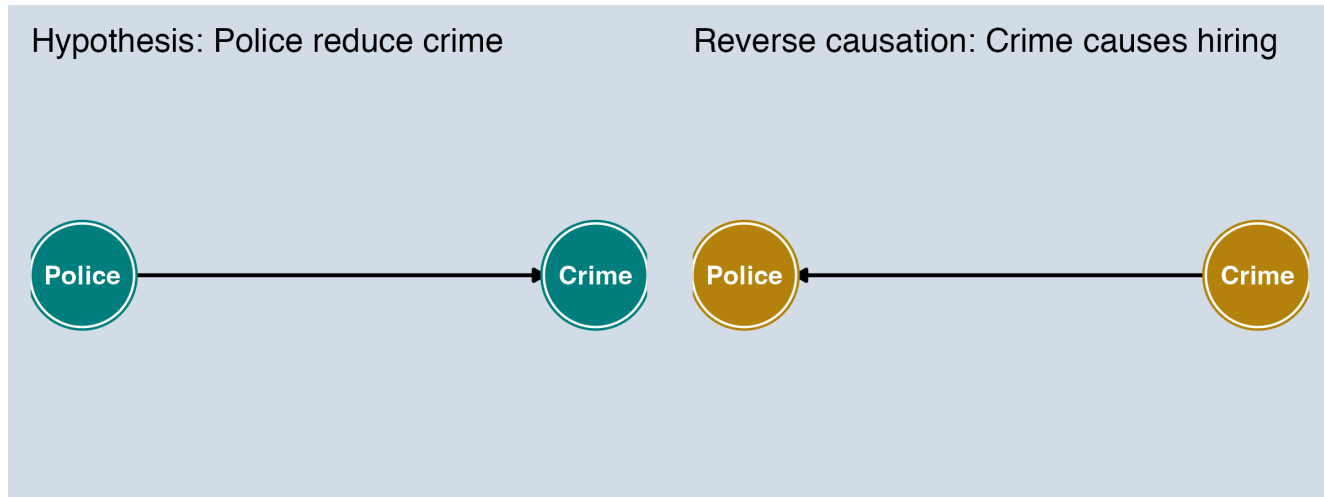 Hypothesis: Police reduce crime
Police
Crime
Reverse causation: Crime causes hiring
Police
Crime